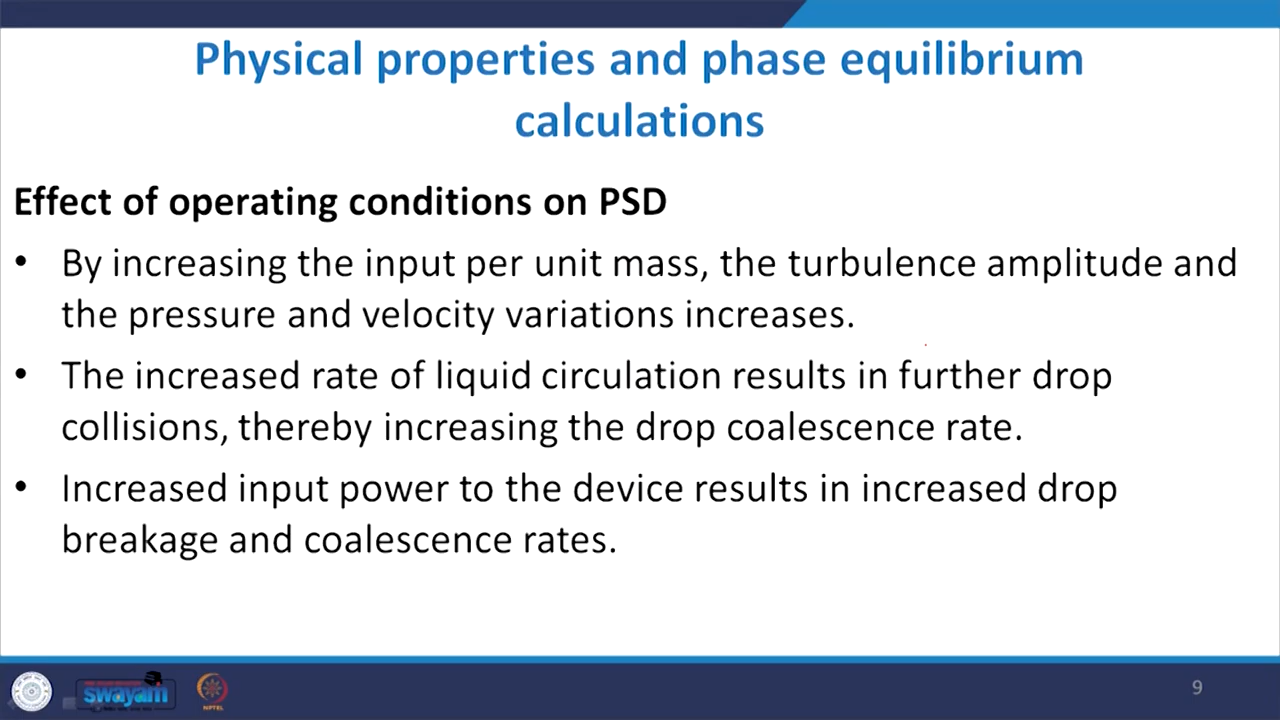 Physical properties and phase equilibrium
calculations
Effect of operating conditions on PSD
• By increasing the input per unit mass, the turbulence amplitude and
the pressure and velocity variations increases.
• The increased rate of liquid circulation results in further drop
collisions, thereby increasing the drop coalescence rate.
• Increased input power to the device results in increased drop
breakage and coalescence rates.
swayam
NPTEL
9